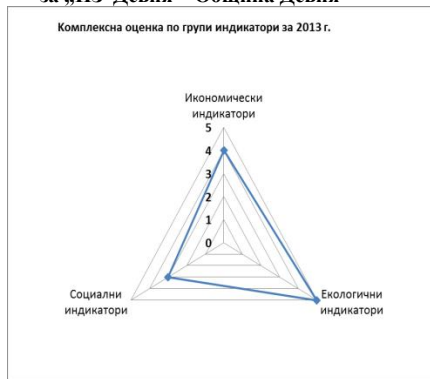 за „ИЗ Девня“ – Община Девня
Комплексна оценка по групи индикатори за 2013 г.
Икономически
индикатори
5
4
3
2
1
0
Социални
индикатори
Екологични
индикатори